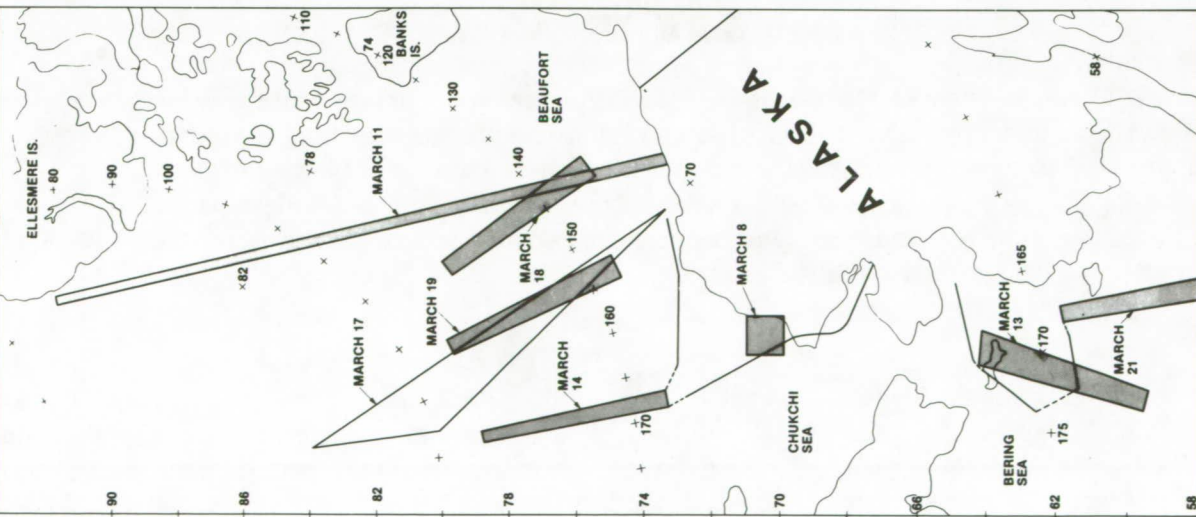 110
74
120
BANKS
IS.
×130
BEAUFORT
SEA
ELLESMERE IS.
+80
+90
+100
×78
MARCH 11
×140
×70
ALASKA
58×
×82
MARCH 19
MARCH
18
×150
MARCH 17
+160
MARCH
14
170
MARCH 8
CHUKCHI
SEA
+165
MARCH
13
×170
MARCH
21
+
175
BERING
SEA
90
86
82
78
74
70
66
62
58